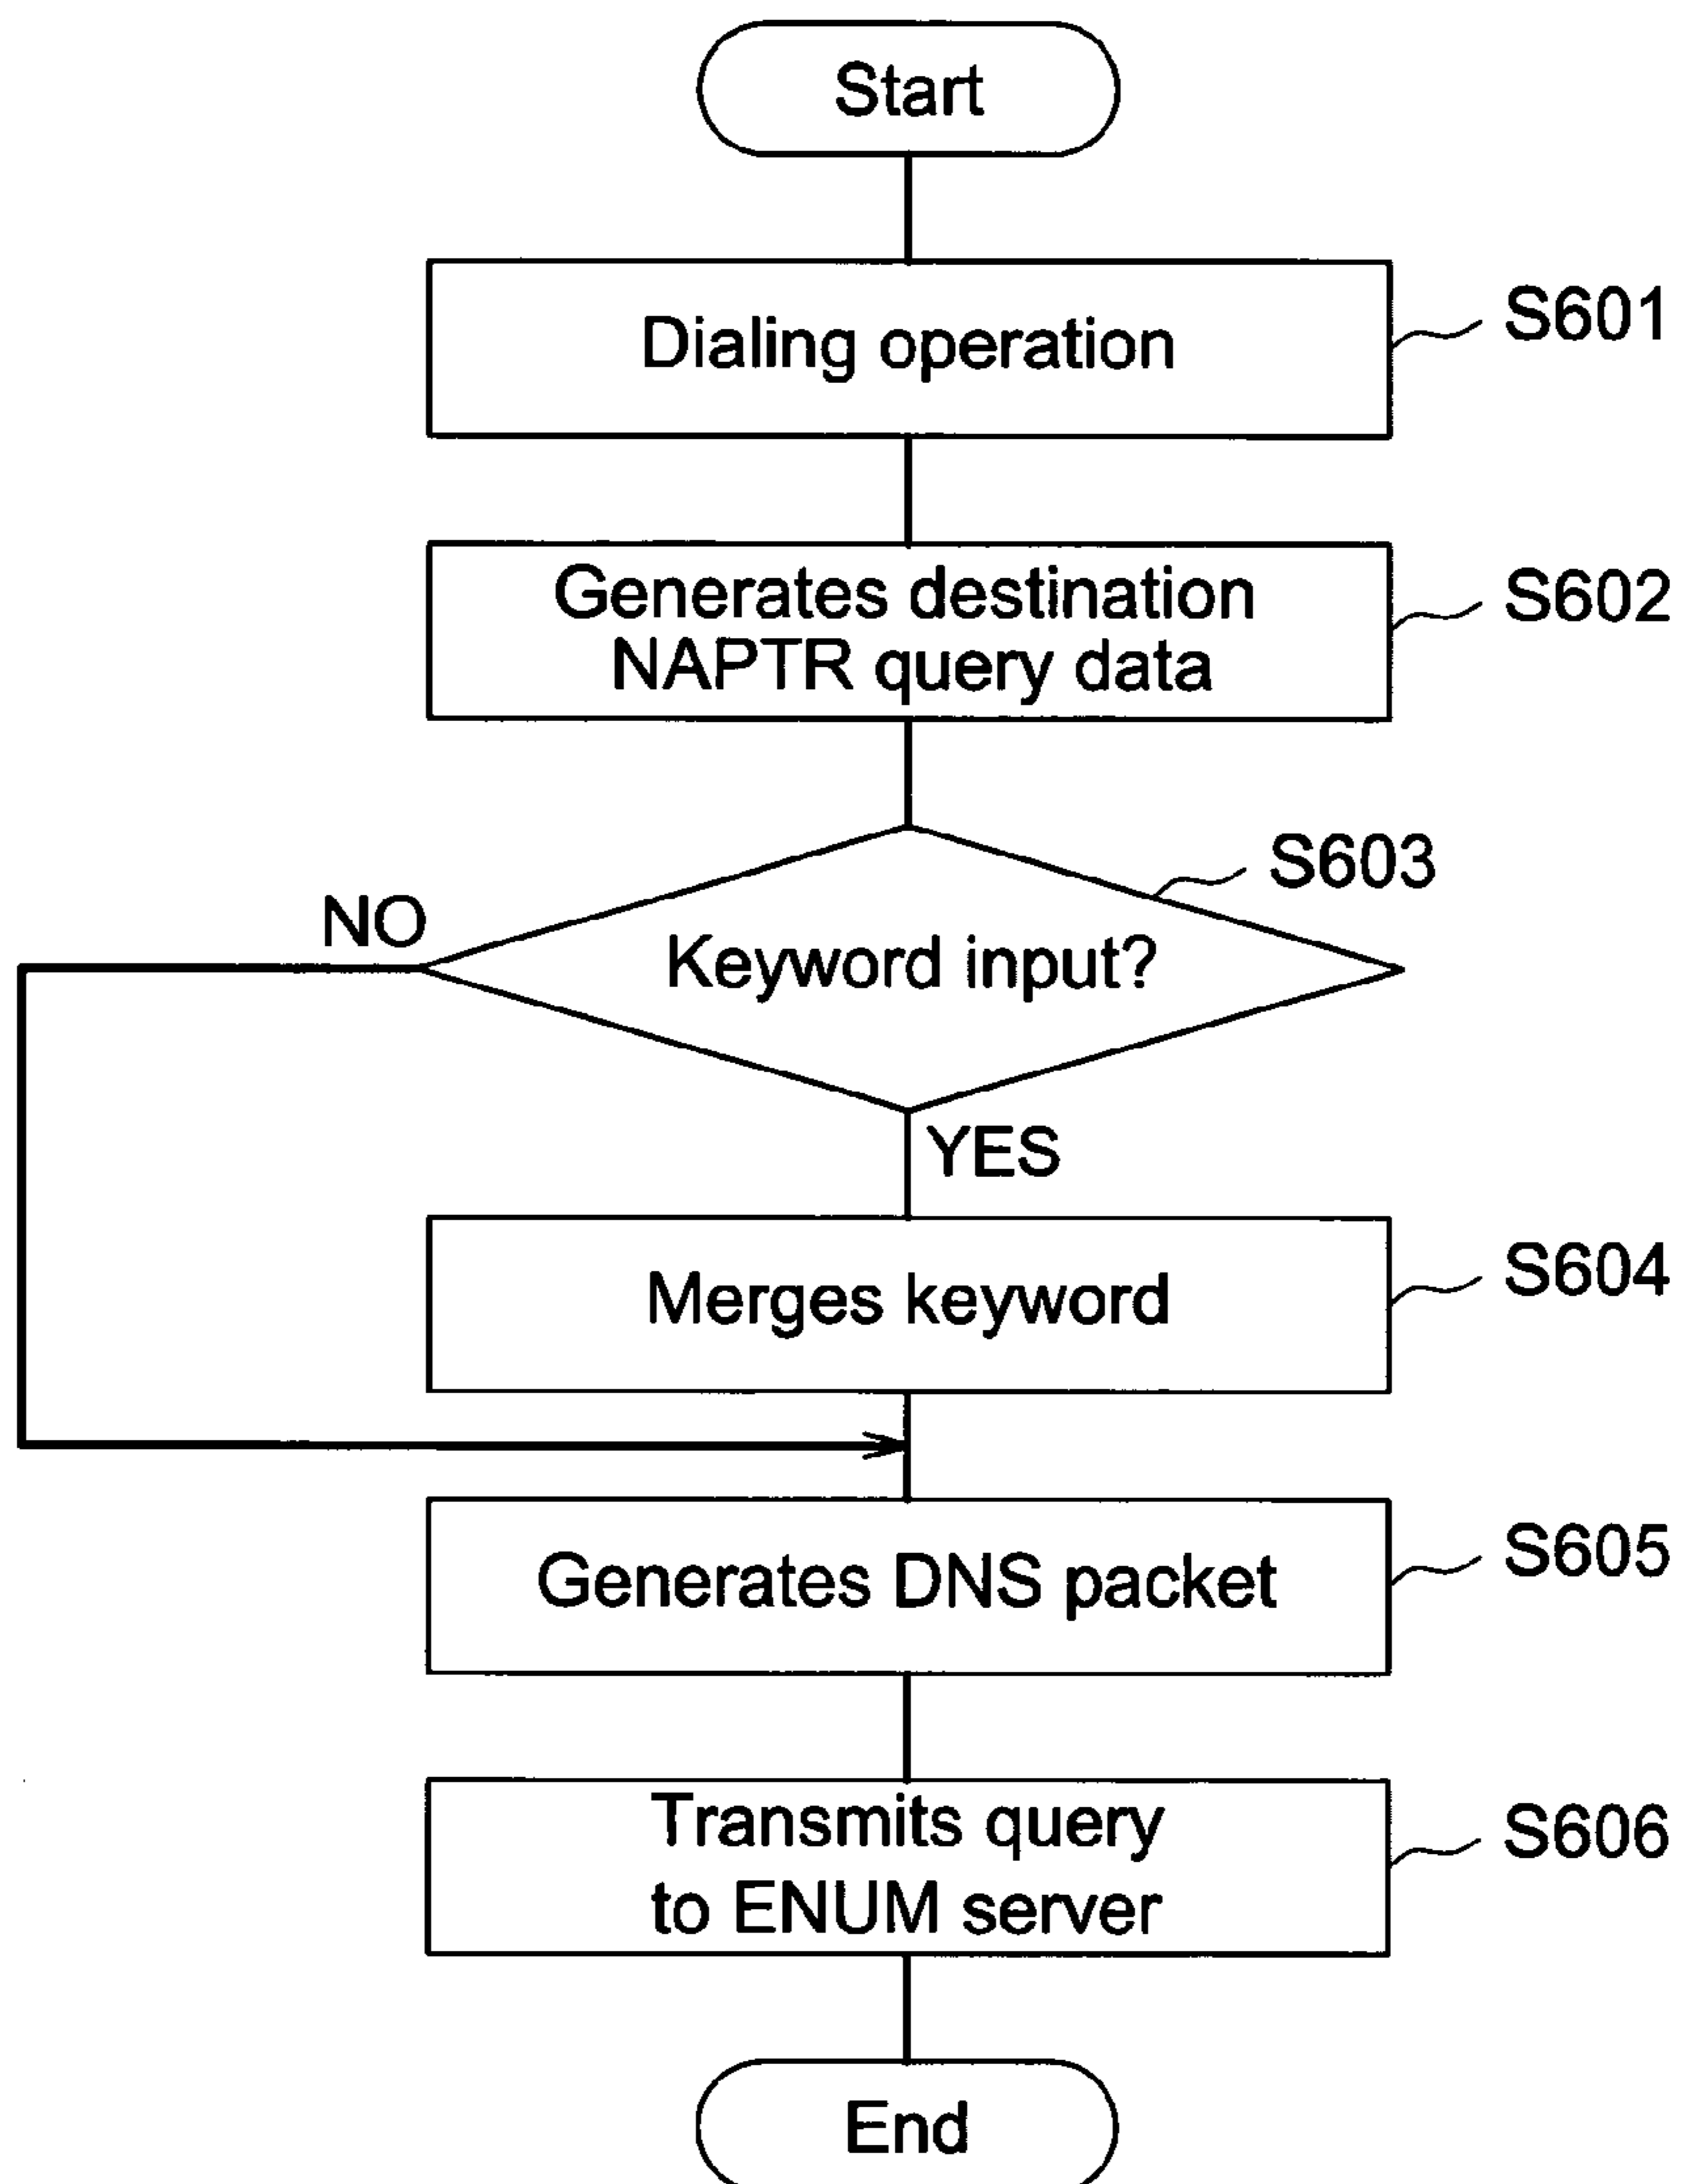 Start
Dialing operation
S601
Generates destination
NAPTR query data
S602
S603
NO
Keyword input?
YES
Merges keyword
S604
Generates DNS packet
S605
Transmits query
to ENUM server
S606
End